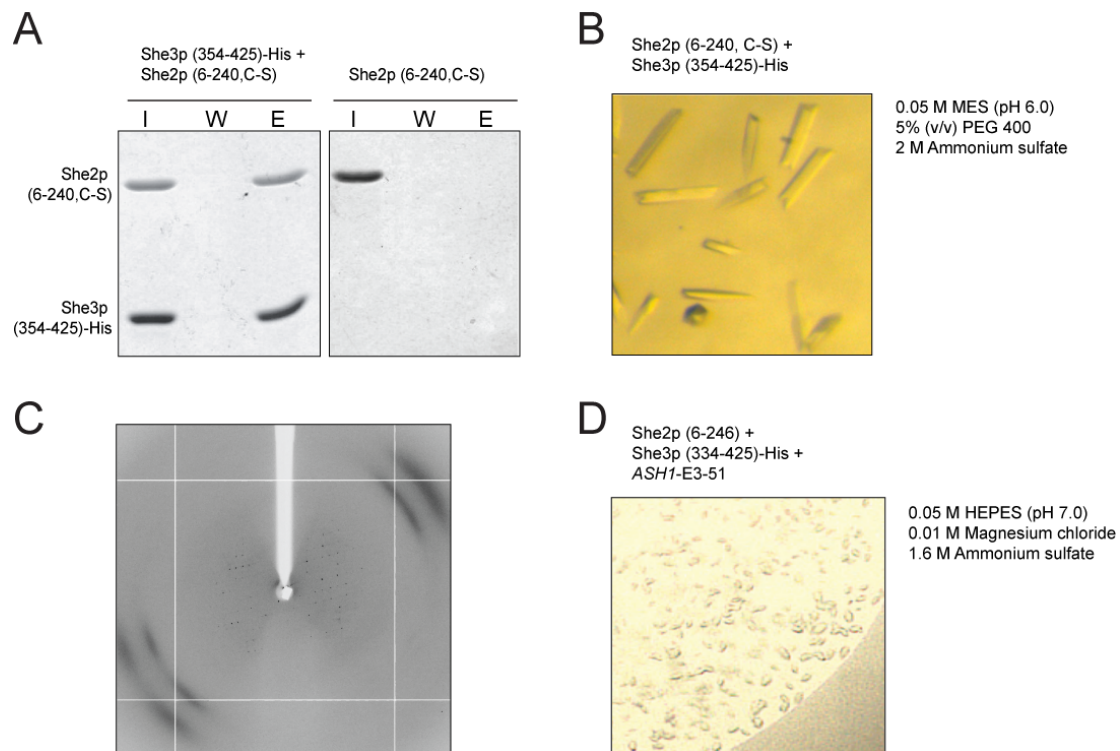 A
She3p (354-425)-His +
She2p (6-240,C-S)
She2p (6-240,C-S)
I W E I W E
She2p
(6-240,C-S)
She3p
(354-425)-His
B
She2p (6-240, C-S) +
She3p (354-425)-His
0.05 M MES (pH 6.0)
5% (v/v) PEG 400
2 M Ammonium sulfate
C
D
She2p (6-246) +
She3p (334-425)-His +
ASH1-E3-51
0.05 M HEPES (pH 7.0)
0.01 M Magnesium chloride
1.6 M Ammonium sulfate